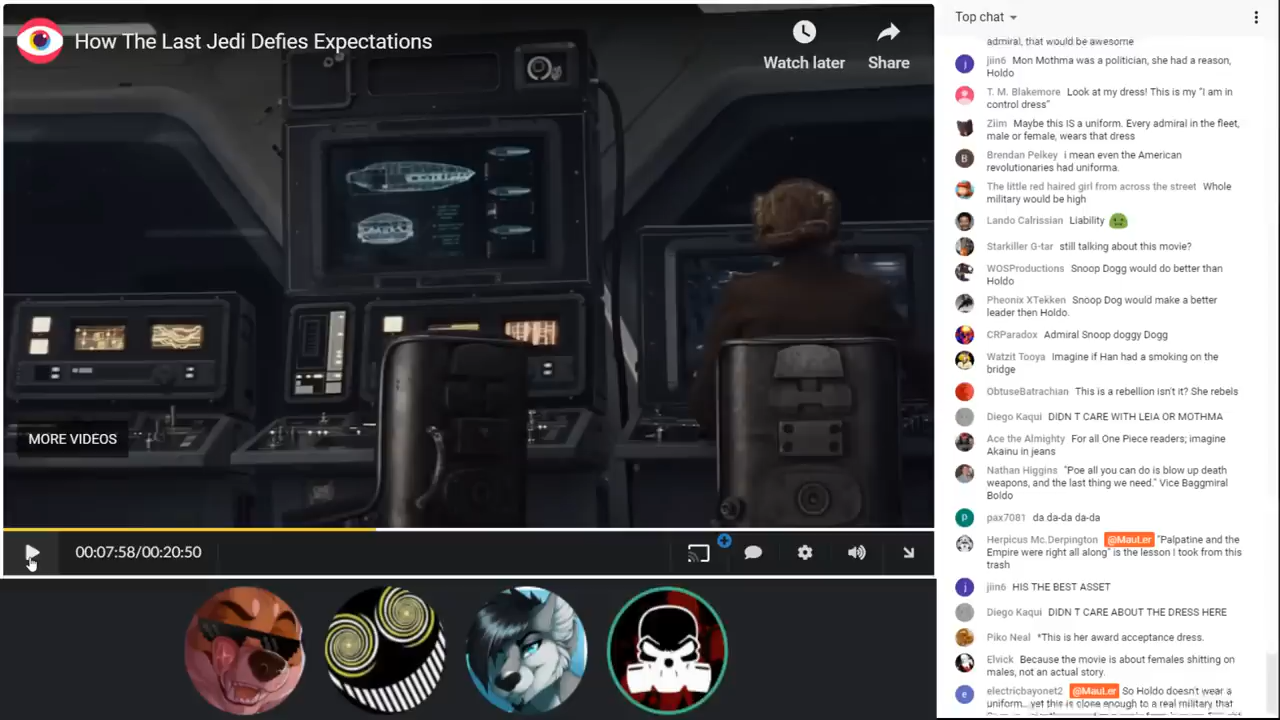 How The Last Jedi Defies Expectations
Watch later
Share
MORE VIDEOS
00:07:58/00:20:50
Top chat
admiral, that would be awesome
jiin6 Mon Mothma was a politician, she had a reason,
Holdo
T. M. Blakemore Look at my dress! This is my "I am in
control dress"
Ziim Maybe this IS a uniform. Every admiral in the fleet,
male or female, wears that dress
Brendan Pelkey i mean even the American
revolutionaries had uniforma.
The little red haired girl from across the street Whole
military would be high
Lando Calrissian Liability
Starkiller G-tar still talking about this movie?
WOSProductions Snoop Dogg would do better than
Holdo
Pheonix XTekken Snoop Dog would make a better
leader then Holdo.
CRParadox Admiral Snoop doggy Dogg
Watzit Tooya Imagine if Han had a smoking on the
bridge
ObtuseBatrachian This is a rebellion isn't it? She rebels
Diego Kaqui DIDN T CARE WITH LEIA OR MOTHMA
Ace the Almighty For all One Piece readers; imagine
Akainu in jeans
Nathan Higgins "Poe all you can do is blow up death
weapons, and the last thing we need." Vice Baggmiral
Boldo
pax7081 da da-da da-da
Herpicus Mc.Derpington @MauLer "Palpatine and the
Empire were right all along" is the lesson I took from this
trash
jiin6 HIS THE BEST ASSET
Diego Kaqui DIDN T CARE ABOUT THE DRESS HERE
Piko Neal *This is her award acceptance dress.
Elvick Because the movie is about females shitting on
males, not an actual story.
electricbayonet2 @MauLer So Holdo doesn't wear a
uniform.. yet this is close enough to a real military that